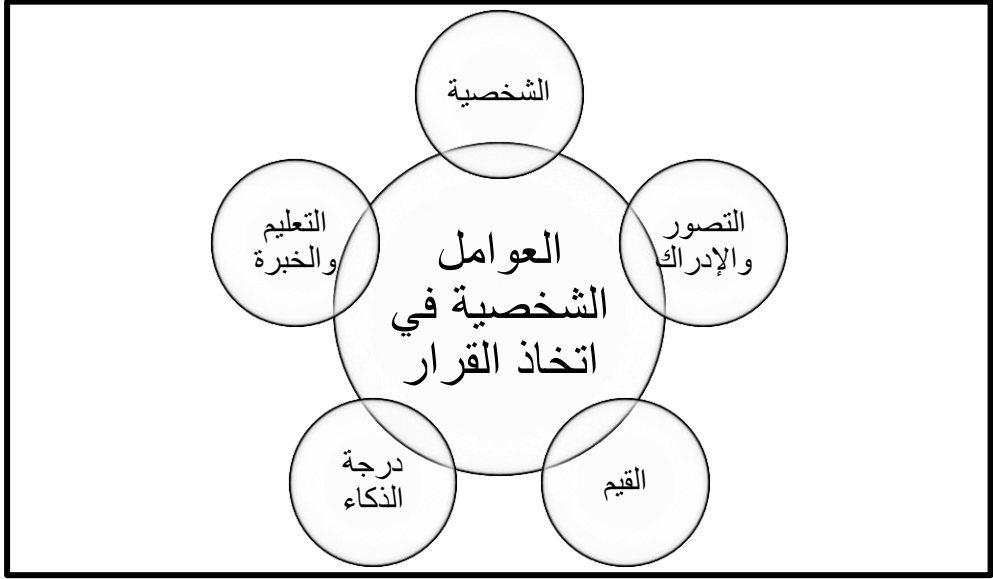 الشخصية
التصور
والإدراك
القيم
درجة
الذكاء
التعليم
والخبرة
العوامل
الشخصية في
اتخاذ القرار